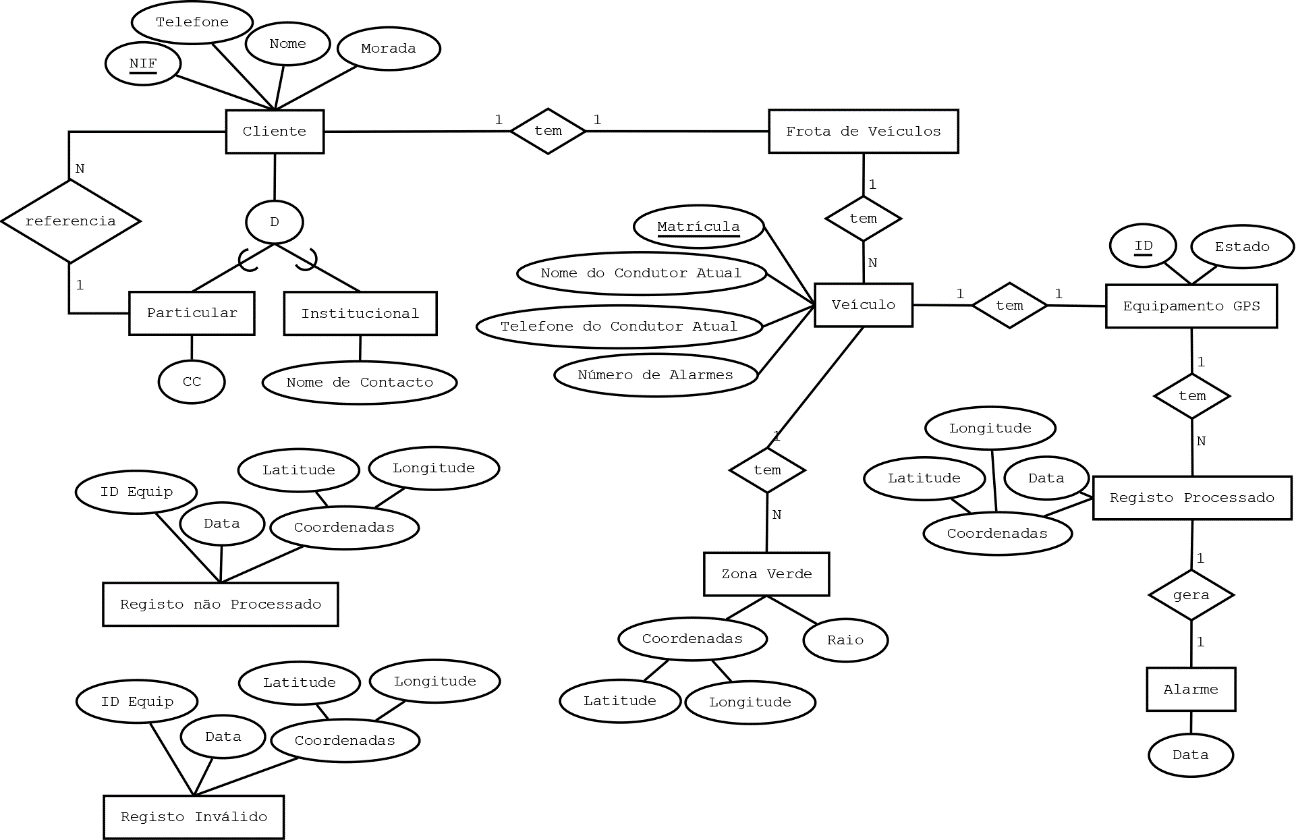 Telefone
Nome
Morada
NIF
Cliente
1
tem
1
Frota de Veículos
N
referencia
1
D
Particular
Institucional
CC
Nome de Contacto
1
tem
N
Matrícula
Nome do Condutor Atual
Telefone do Condutor Atual
Número de Alarmes
Veículo
1
tem
1
ID
Estado
Equipamento GPS
1
tem
N
Longitude
Latitude
Data
Coordenadas
Registo Processado
1
gera
1
Alarme
Data
1
tem
N
Zona Verde
Coordenadas
Raio
Latitude
Longitude
Latitude
Longitude
ID Equip
Data
Coordenadas
Registo não Processado
Latitude
Longitude
ID Equip
Data
Coordenadas
Registo Inválido